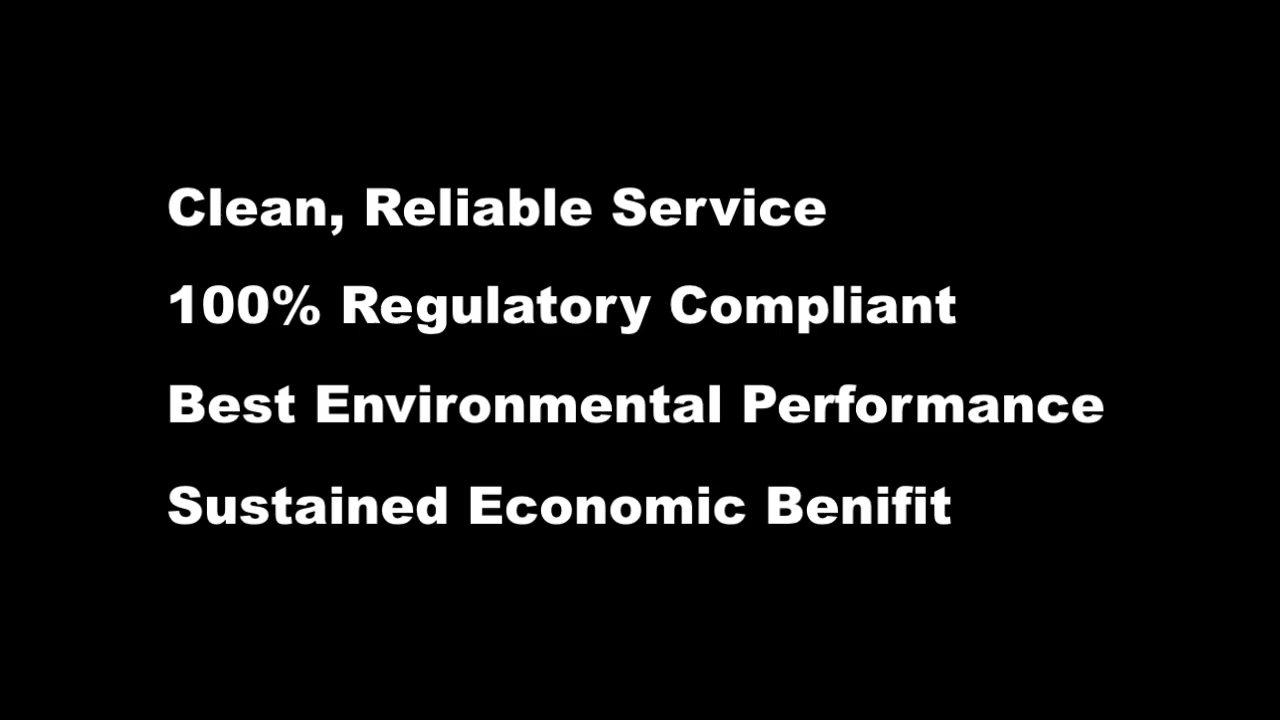 Clean, Reliable Service
100% Regulatory Compliant
Best Environmental Performance
Sustained Economic Benifit